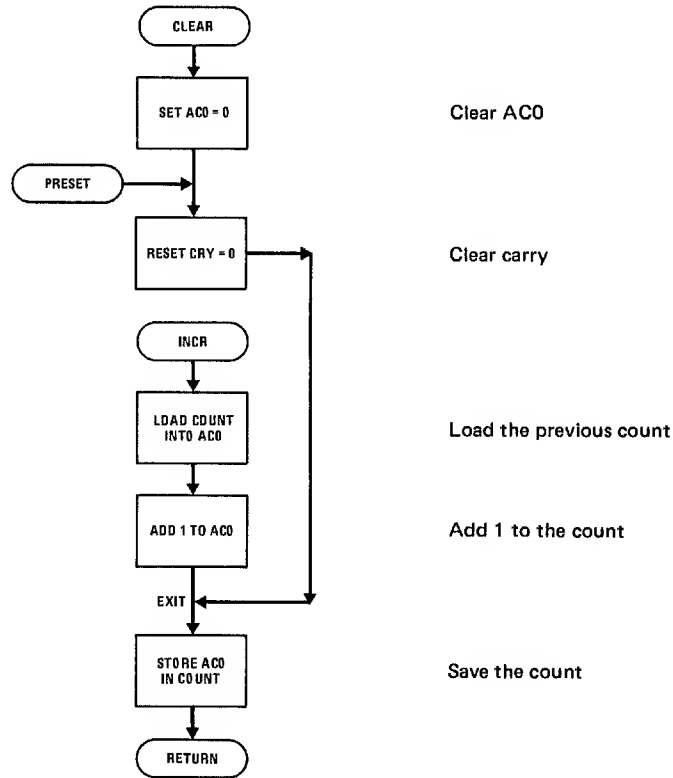 CLEAR
SET AC0 = 0
Clear AC0
PRESET
RESET CRY = 0
Clear carry
INCR
LOAD COUNT
INTO AC0
Load the previous count
ADD 1 TO AC0
Add 1 to the count
EXIT
STORE AC0
IN COUNT
Save the count
RETURN